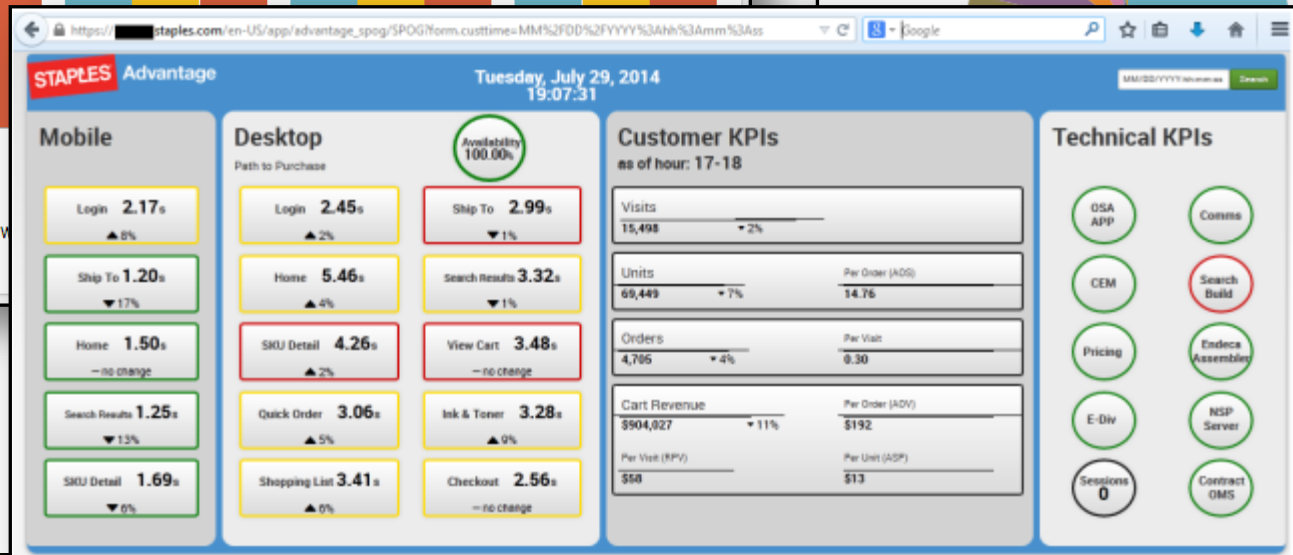 https:// staples.com/en-US/app/advantage_spog/SPOG?form.custtime=MM%2FDD%2FYYYY%3Ahh%3Amm%3Ass
Google
STAPLES Advantage
Tuesday, July 29, 2014
19:07:31
Search
Mobile
Login 2.17s
▲ 8%
Ship To 1.20s
▼ 17%
Home 1.50s
— no change
Search Results 1.25s
▼ 13%
SKU Detail 1.69s
▼ 6%
Desktop
Path to Purchase
Availability
100.00%
Login 2.45s
▲ 2%
Ship To 2.99s
▼ 1%
Home 5.46s
▲ 4%
Search Results 3.32s
▼ 1%
SKU Detail 4.26s
▲ 2%
View Cart 3.48s
— no change
Quick Order 3.06s
▲ 5%
Ink & Toner 3.28s
▲ 9%
Shopping List 3.41s
▲ 6%
Checkout 2.56s
— no change
Customer KPIs
as of hour: 17-18
Visits
15,498 ▼ 2%
Units Per Order (AOS)
69,449 ▼ 7% 14.76
Orders Per Visit
4,705 ▼ 4% 0.30
Cart Revenue Per Order (AOV)
$904,027 ▼ 11% $192
Per Visit (RPV) Per Unit (ASP)
$58 $13
Technical KPIs
OSA
APP
Comms
CEM
Search
Build
Pricing
Endeca
Assembler
E-Div
NSP
Server
Sessions
0
Contract
OMS